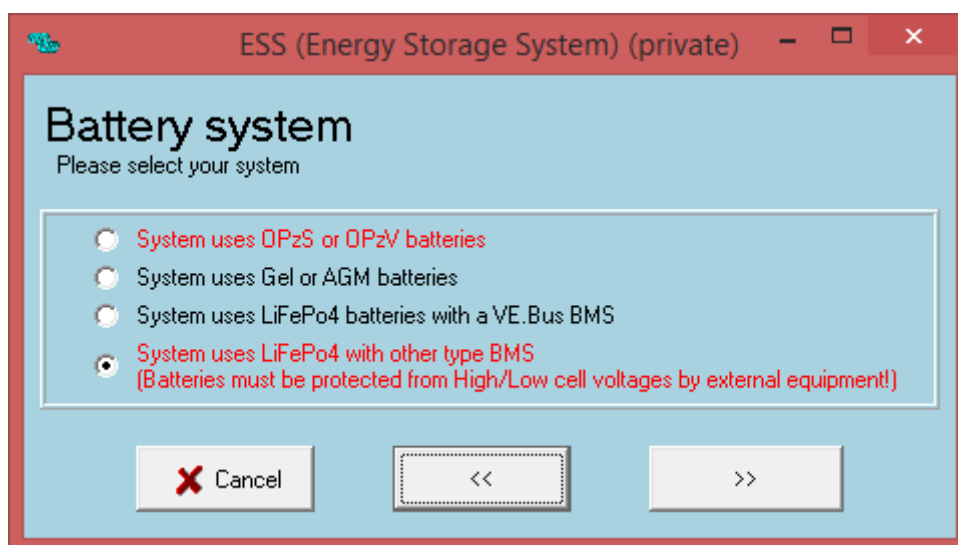 ESS (Energy Storage System) (private)
Battery system
Please select your system
System uses OPzS or OPzV batteries
System uses Gel or AGM batteries
System uses LiFePo4 batteries with a VE.Bus BMS
System uses LiFePo4 with other type BMS
(Batteries must be protected from High/Low cell voltages by external equipment!)
Cancel
<<
>>